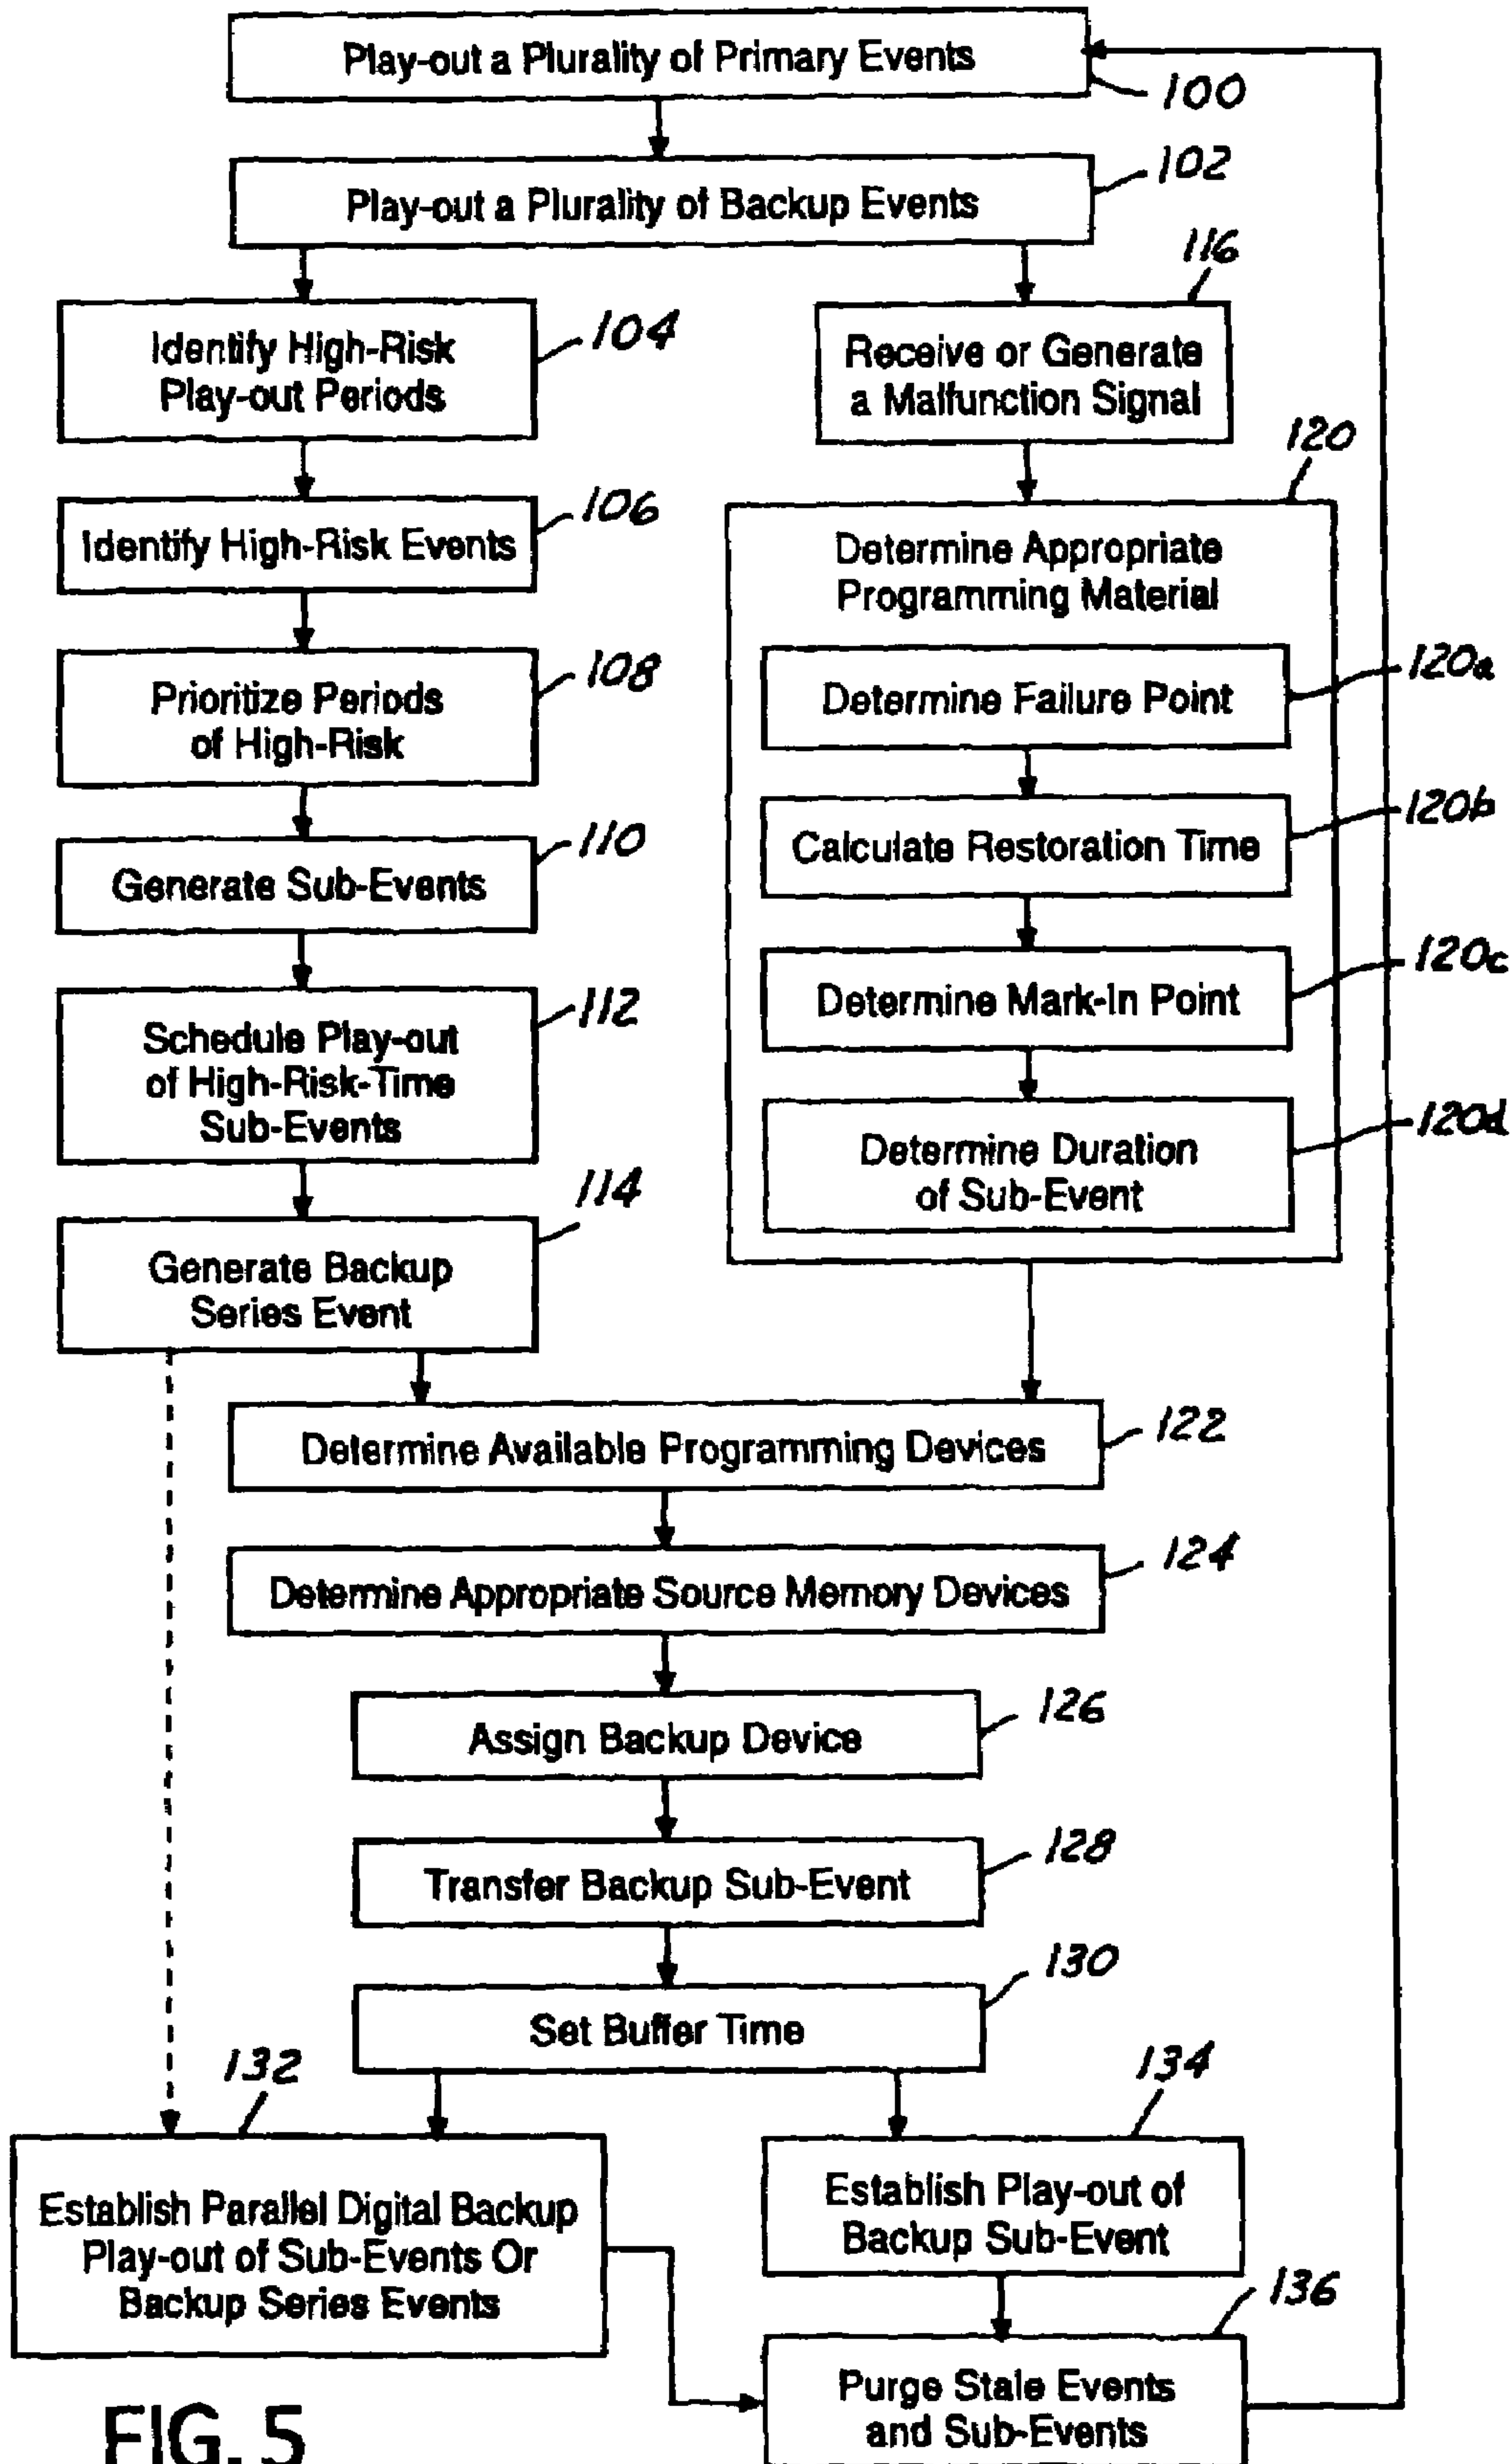 Play-out a Plurality of Primary Events
100
Play-out a Plurality of Backup Events
102
Identify High-Risk
Play-out Periods
104
116
Receive or Generate
a Malfunction Signal
Identify High-Risk Events
106
120
Determine Appropriate
Programming Material
Prioritize Periods
of High-Risk
108
Determine Failure Point
120a
Generate Sub-Events
110
Calculate Restoration Time
120b
Schedule Play-out
of High-Risk-Time
Sub-Events
112
Determine Mark-In Point
120c
Determine Duration
of Sub-Event
120d
Generate Backup
Series Event
114
Determine Available Programming Devices
122
Determine Appropriate Source Memory Devices
124
Assign Backup Device
126
Transfer Backup Sub-Event
128
Set Buffer Time
130
132
Establish Parallel Digital Backup
Play-out of Sub-Events Or
Backup Series Events
134
Establish Play-out of
Backup Sub-Event
136
Purge Stale Events
and Sub-Events
FIG. 5